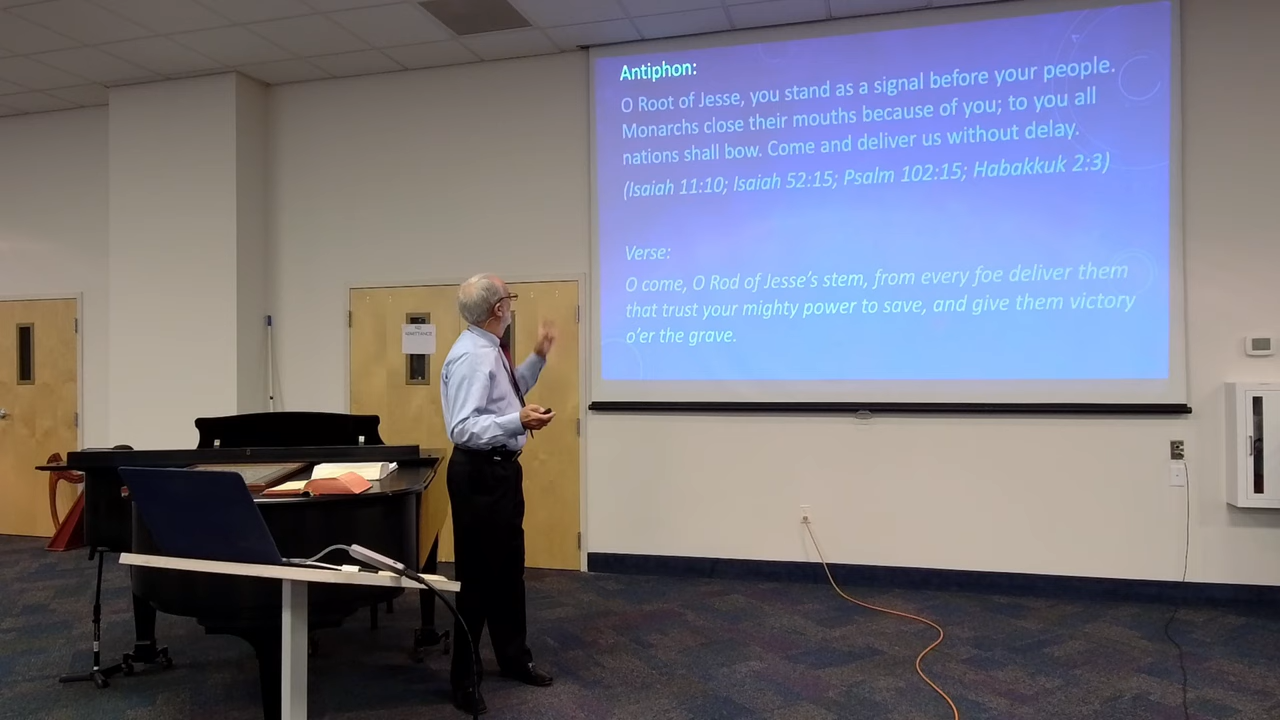 Antiphon:
O Root of Jesse, you stand as a signal before your people.
Monarchs close their mouths because of you; to you all
nations shall bow. Come and deliver us without delay.
(Isaiah 11:10; Isaiah 52:15; Psalm 102:15; Habakkuk 2:3)
Verse:
O come, O Rod of Jesse's stem, from every foe deliver them
that trust your mighty power to save, and give them victory
o'er the grave.
NO
ADMITTANCE